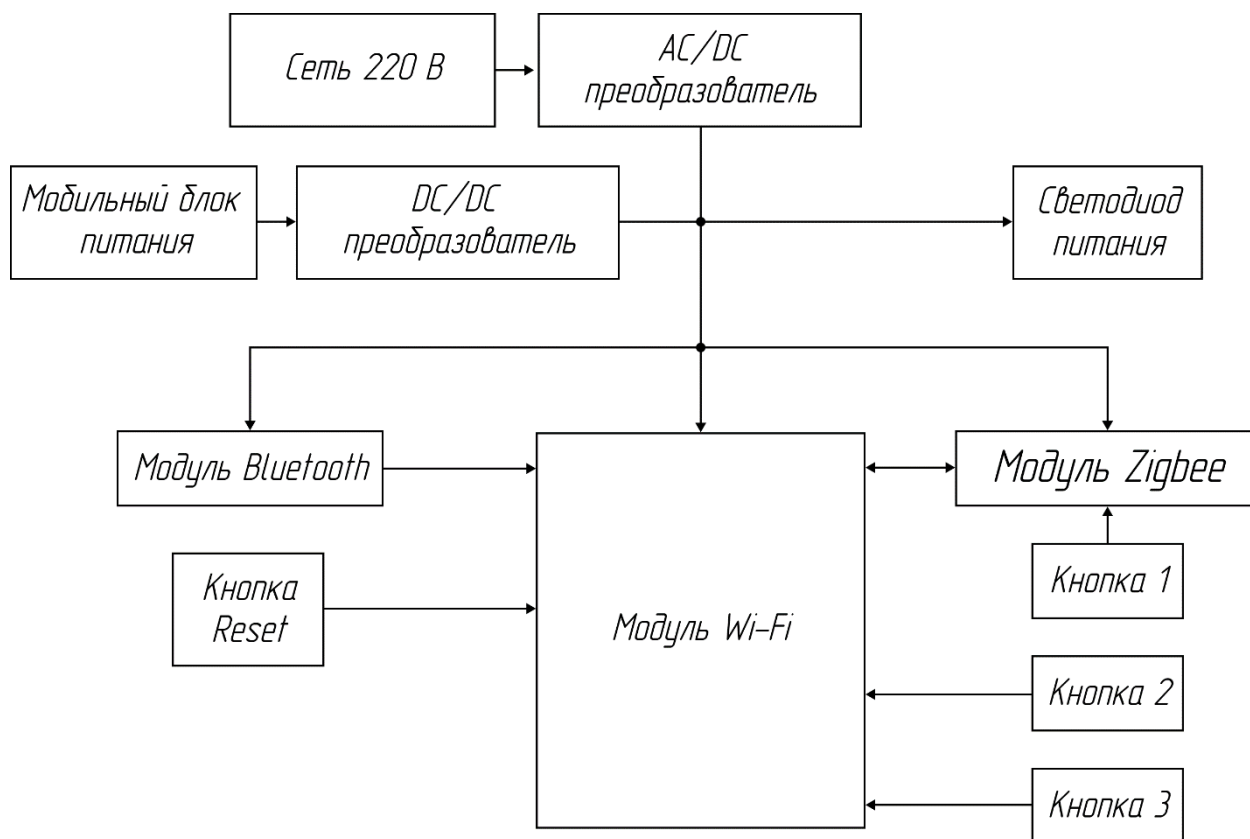 Сеть 220 В
AC/DC
преобразователь
Мобильный блок
питания
DC/DC
преобразователь
Светодиод
питания
Модуль Bluetooth
Модуль Zigbee
Кнопка
Reset
Модуль Wi-Fi
Кнопка 1
Кнопка 2
Кнопка 3